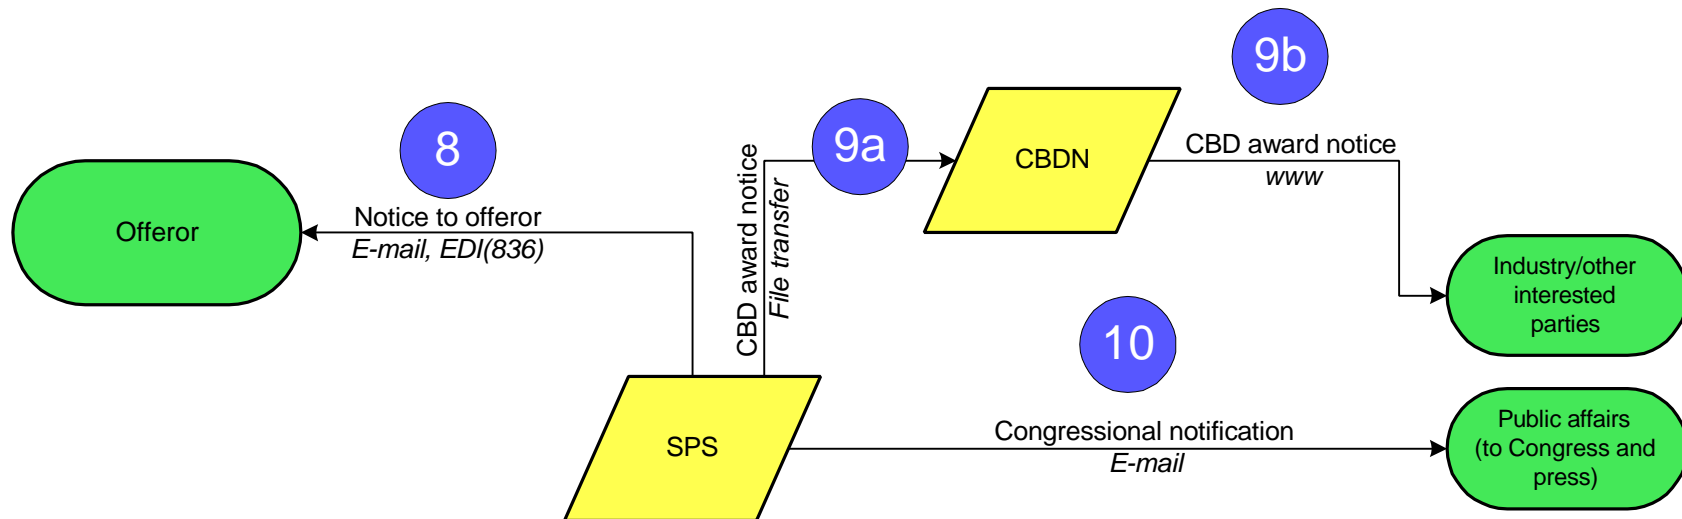 9b
8
9a
CBDN
CBD award notice
www
CBD award notice
File transfer
Offeror
Notice to offeror
E-mail, EDI(836)
Industry/other
interested
parties
10
SPS
Congressional notification
E-mail
Public affairs
(to Congress and
press)